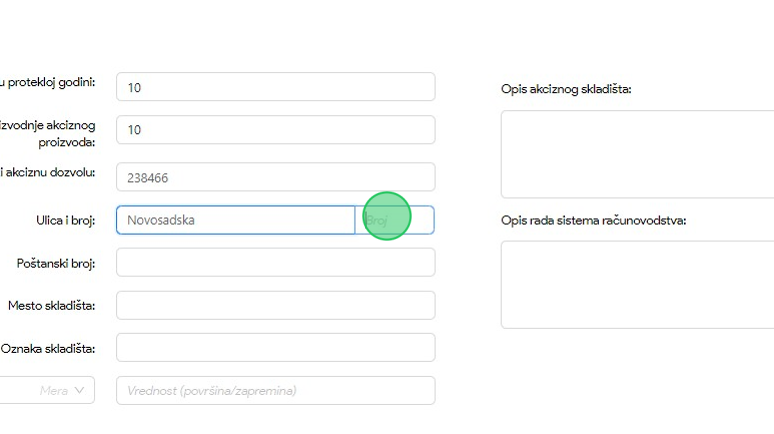 u protekloj godini:
10
Opis akciznog skladišta:
izvodnje akciznog
proizvoda:
10
i akciznu dozvolu:
238466
Ulica i broj:
Novosadska
Broj
Opis rada sistema računovodstva:
Poštanski broj:
Mesto skladišta:
Oznaka skladišta:
Mera
Vrednost (površina/zapremina)